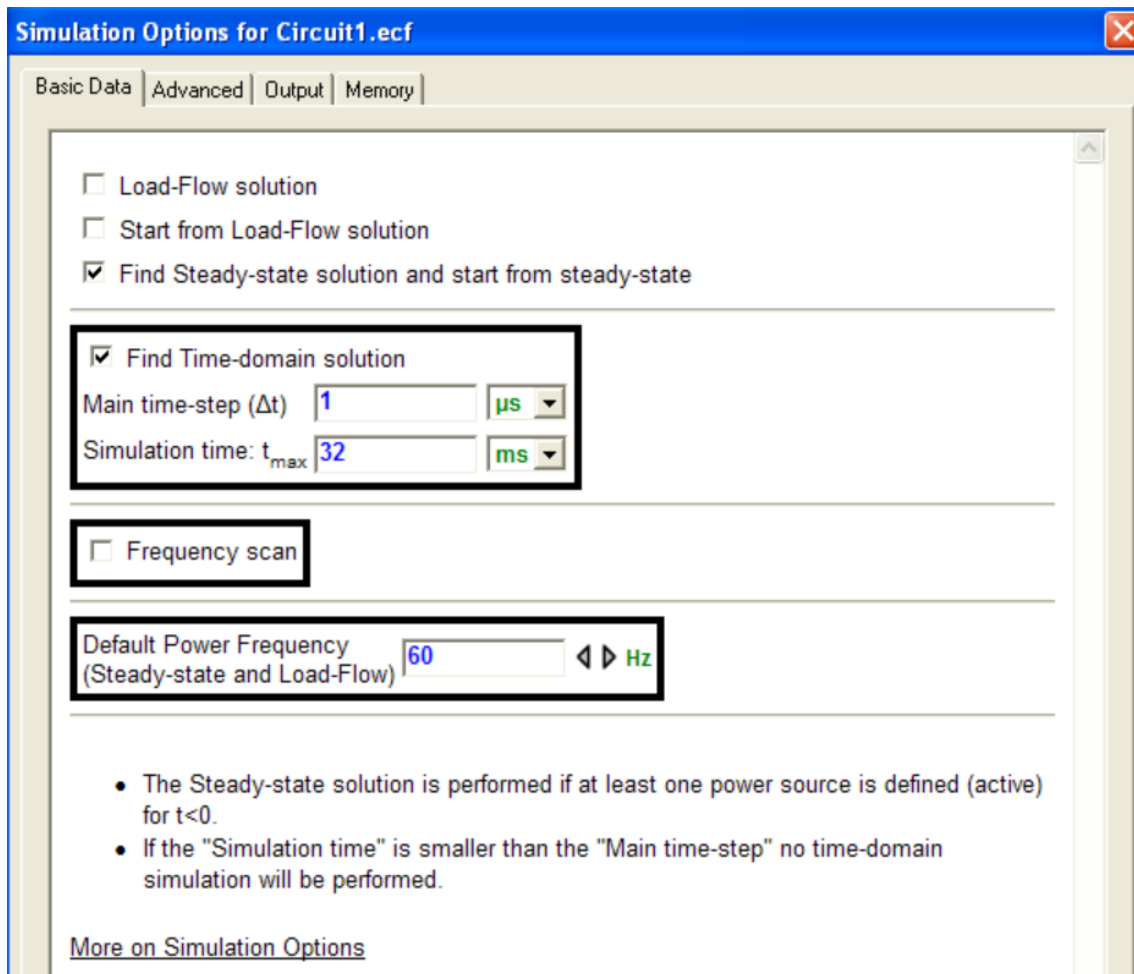 Simulation Options for Circuit1.ecf
Basic Data Advanced Output Memory
Load-Flow solution
Start from Load-Flow solution
Find Steady-state solution and start from steady-state
Find Time-domain solution
Main time-step (Δt) 1 µs
Simulation time: tmax 32 ms
Frequency scan
Default Power Frequency
(Steady-state and Load-Flow) 60 Hz
• The Steady-state solution is performed if at least one power source is defined (active)
for t<0.
• If the "Simulation time" is smaller than the "Main time-step" no time-domain
simulation will be performed.
More on Simulation Options